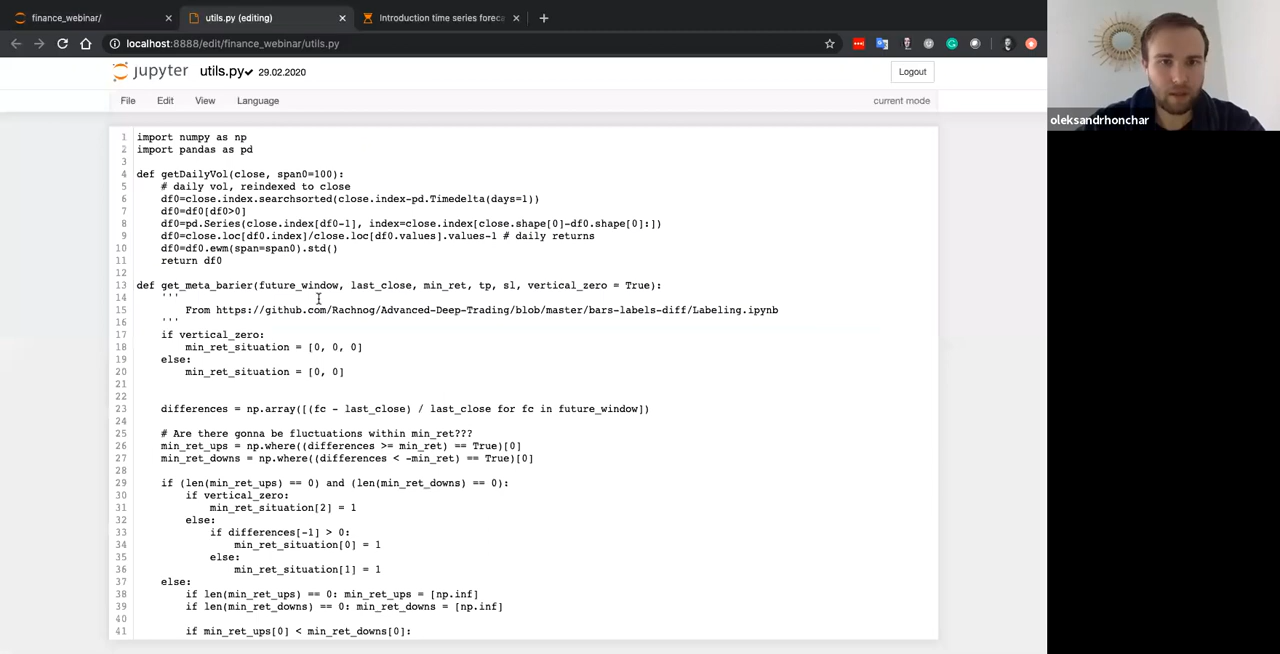 finance_webinar/
utils.py (editing)
Introduction time series foreca
localhost:8888/edit/finance_webinar/utils.py
jupyter utils.py 29.02.2020
Logout
File Edit View Language
current mode
oleksandrhonchar
1 import numpy as np
2 import pandas as pd
3
4 def getDailyVol(close, span0=100):
5     # daily vol, reindexed to close
6     df0=close.index.searchsorted(close.index-pd.Timedelta(days=1))
7     df0=df0[df0>0]
8     df0=pd.Series(close.index[df0-1], index=close.index[close.shape[0]-df0.shape[0]:])
9     df0=close.loc[df0.index]/close.loc[df0.values].values-1 # daily returns
10     df0=df0.ewm(span=span0).std()
11     return df0
12
13 def get_meta_barier(future_window, last_close, min_ret, tp, sl, vertical_zero = True):
14     '''
15         From https://github.com/Rachnog/Advanced-Deep-Trading/blob/master/bars-labels-diff/Labeling.ipynb
16     '''
17     if vertical_zero:
18         min_ret_situation = [0, 0, 0]
19     else:
20         min_ret_situation = [0, 0]
21
22
23     differences = np.array([(fc - last_close) / last_close for fc in future_window])
24
25     # Are there gonna be fluctuations within min_ret???
26     min_ret_ups = np.where((differences >= min_ret) == True)[0]
27     min_ret_downs = np.where((differences < -min_ret) == True)[0]
28
29     if (len(min_ret_ups) == 0) and (len(min_ret_downs) == 0):
30         if vertical_zero:
31             min_ret_situation[2] = 1
32         else:
33             if differences[-1] > 0:
34                 min_ret_situation[0] = 1
35             else:
36                 min_ret_situation[1] = 1
37     else:
38         if len(min_ret_ups) == 0: min_ret_ups = [np.inf]
39         if len(min_ret_downs) == 0: min_ret_downs = [np.inf]
40
41         if min_ret_ups[0] < min_ret_downs[0]: